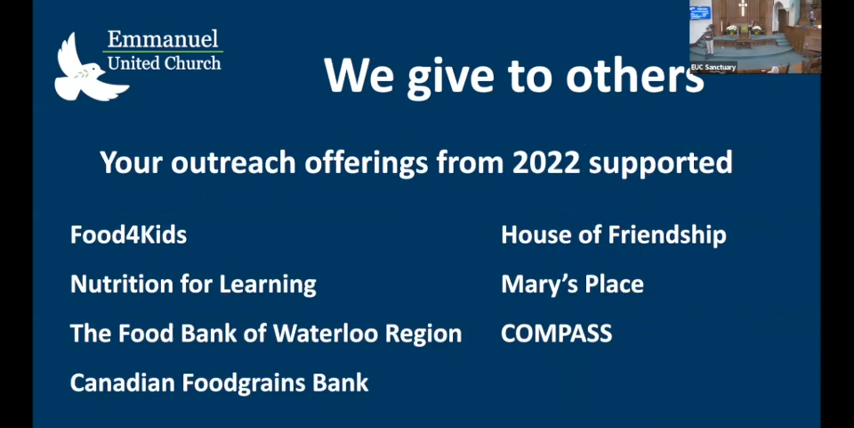 Emmanuel
United Church
We give to others
EUC Sanctuary
Your outreach offerings from 2022 supported
Food4Kids
Nutrition for Learning
The Food Bank of Waterloo Region
Canadian Foodgrains Bank
House of Friendship
Mary's Place
COMPASS